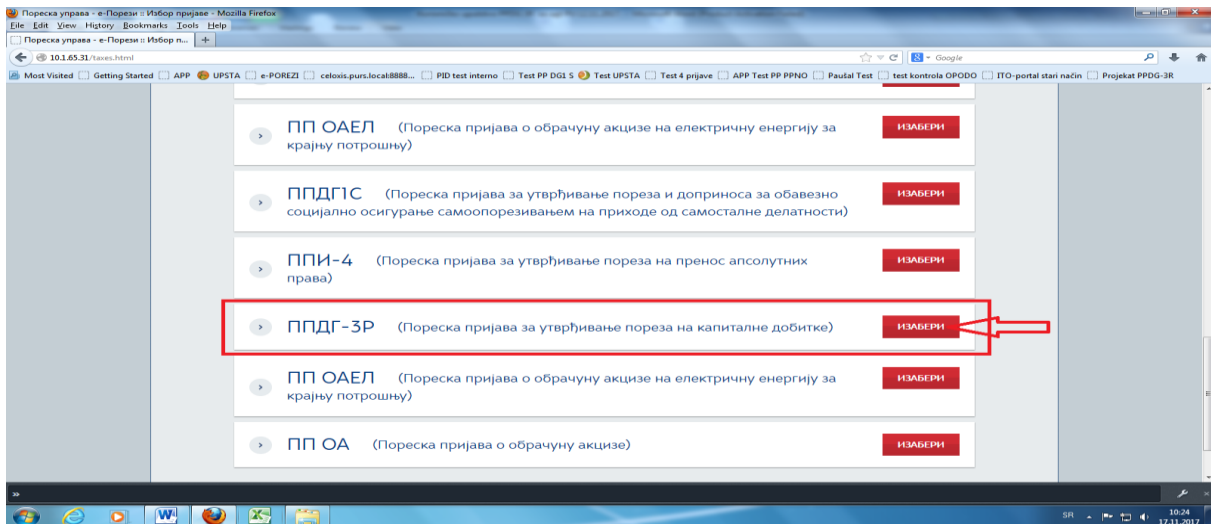 Пореска управа - е-Порези :: Избор пријаве - Mozilla Firefox
File Edit View History Bookmarks Tools Help
Пореска управа - е-Порези :: Избор п...
10.1.65.31/taxes.html
Google
Most Visited Getting Started APP UPSTA e-POREZI celoxis.purs.local:8888... PID test interno Test PP DG1 S Test UPSTA Test 4 prijave APP Test PP PPNO Paušal Test test kontrola OPODO ITO-portal stari način Projekat PPDG-3R
ПП ОАЕЛ (Пореска пријава о обрачуну акцизе на електричну енергију за
крајњу потрошњу)
ИЗАБЕРИ
ППДГ1С (Пореска пријава за утврђивање пореза и доприноса за обавезно
социјално осигурање самоопорезивањем на приходе од самосталне делатности)
ИЗАБЕРИ
ППИ-4 (Пореска пријава за утврђивање пореза на пренос апсолутних
права)
ИЗАБЕРИ
ППДГ-3Р (Пореска пријава за утврђивање пореза на капиталне добитке)
ИЗАБЕРИ
ПП ОАЕЛ (Пореска пријава о обрачуну акцизе на електричну енергију за
крајњу потрошњу)
ИЗАБЕРИ
ПП ОА (Пореска пријава о обрачуну акцизе)
ИЗАБЕРИ
SR
10:24
17.11.2017